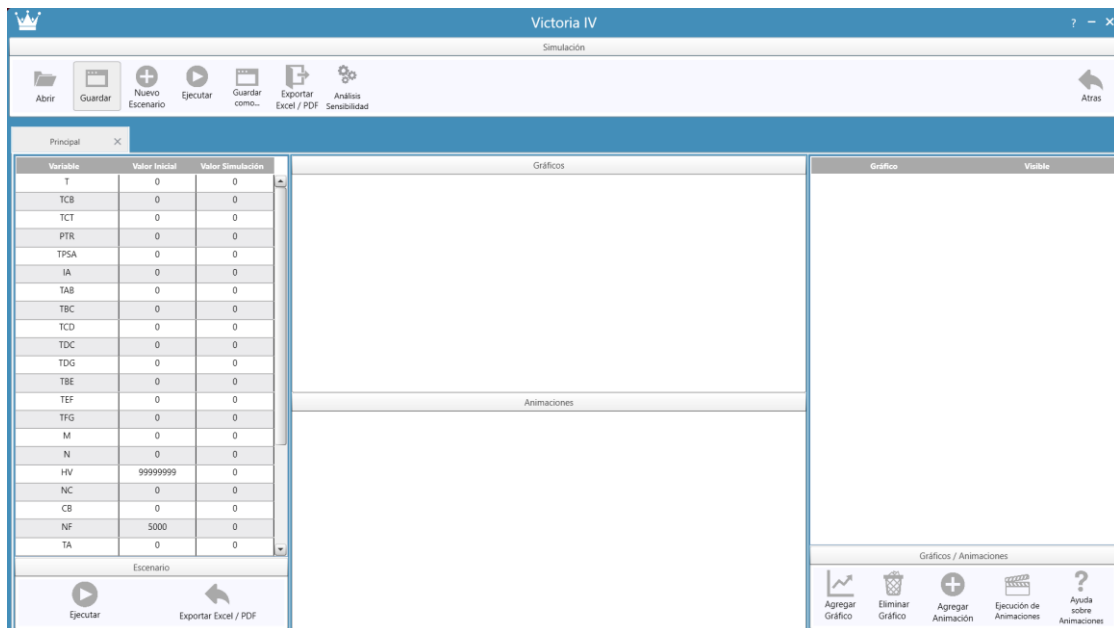 Victoria IV
? − ×
Simulación
Abrir
Guardar
Nuevo
Escenario
Ejecutar
Guardar
como...
Exportar
Excel / PDF
Análisis
Sensibilidad
Atras
Principal ×
Variable Valor Inicial Valor Simulación
T 0 0
TCB 0 0
TCT 0 0
PTR 0 0
TPSA 0 0
IA 0 0
TAB 0 0
TBC 0 0
TCD 0 0
TDC 0 0
TDG 0 0
TBE 0 0
TEF 0 0
TFG 0 0
M 0 0
N 0 0
HV 99999999 0
NC 0 0
CB 0 0
NF 5000 0
TA 0 0
Escenario
Ejecutar
Exportar Excel / PDF
Gráficos
Animaciones
Gráfico Visible
Gráficos / Animaciones
Agregar
Gráfico
Eliminar
Gráfico
Agregar
Animación
Ejecución de
Animaciones
?
Ayuda
sobre
Animaciones